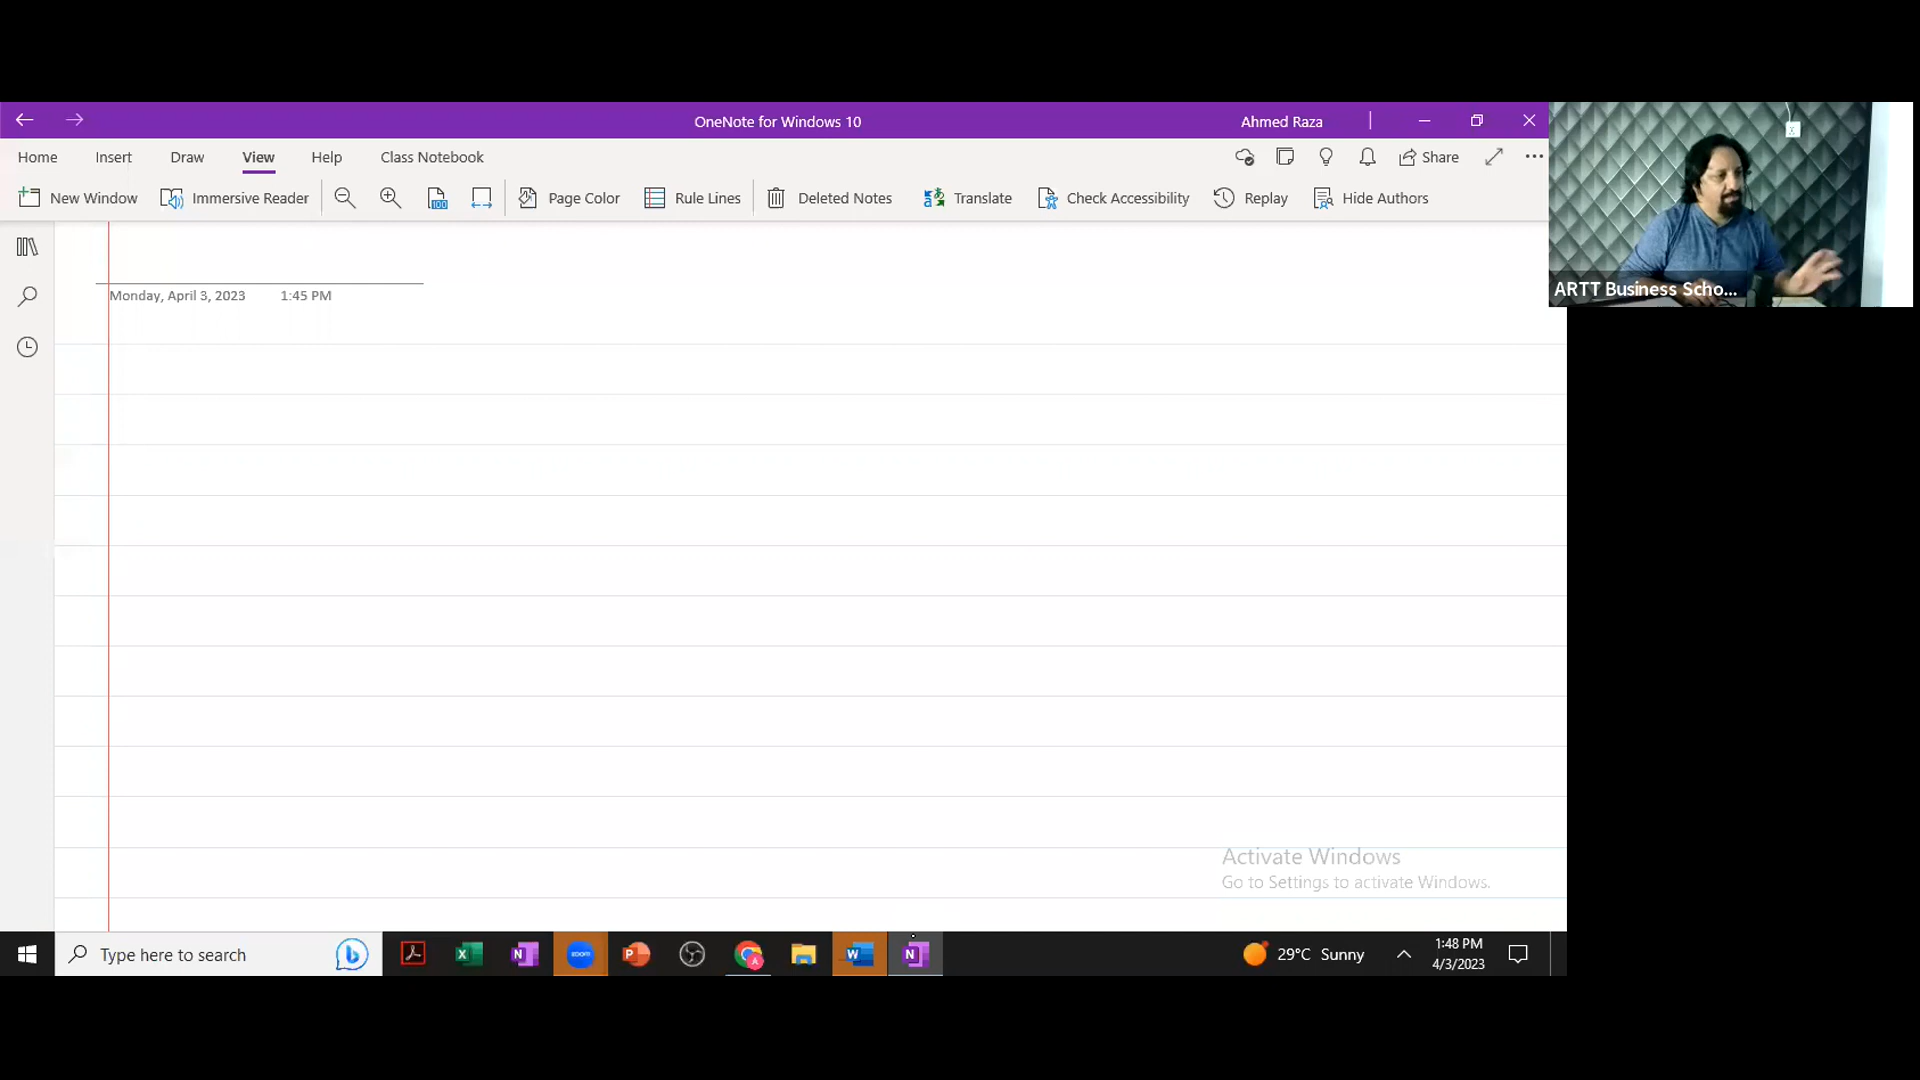 OneNote for Windows 10
Ahmed Raza
Home Insert Draw View Help Class Notebook
Share
New Window Immersive Reader 100 Page Color Rule Lines Deleted Notes Translate Check Accessibility Replay Hide Authors
ARTT Business Scho...
Monday, April 3, 2023 1:45 PM
Activate Windows
Go to Settings to activate Windows.
Type here to search
zoom
29°C Sunny
1:48 PM
4/3/2023